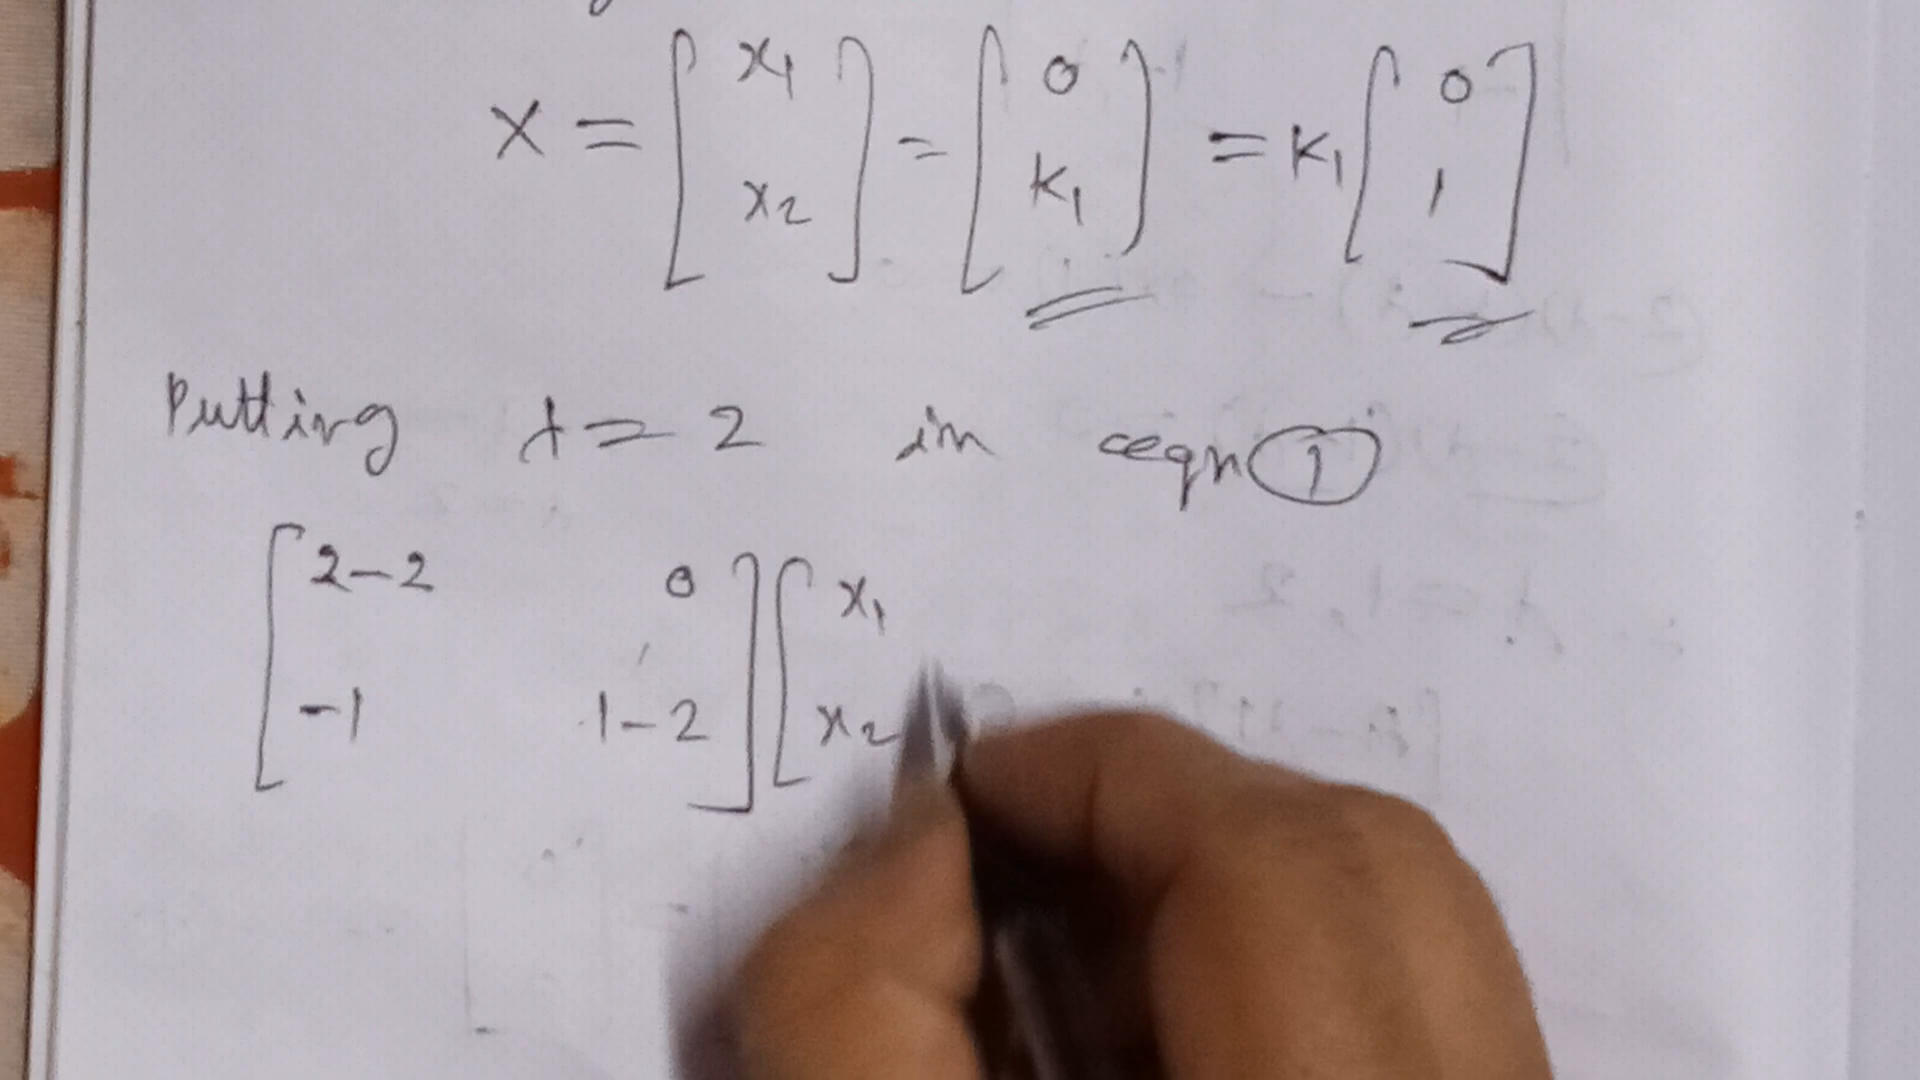 X = [x1 x2] = [0 K1] = K1 [0 1]
Putting λ = 2 in eqn ①
[2-2 0
-1 1-2] [x1
x2